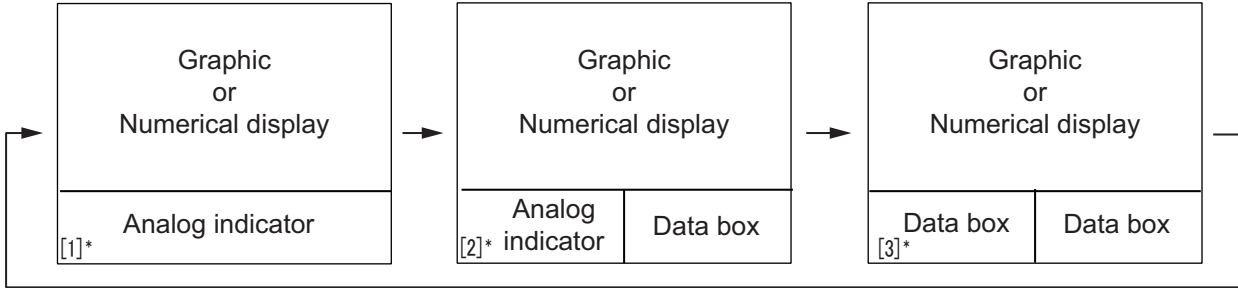 Graphic
or
Numerical display
Analog indicator
[1]*
Graphic
or
Numerical display
Analog
indicator
[2]*
Data box
Graphic
or
Numerical display
Data box
[3]*
Data box